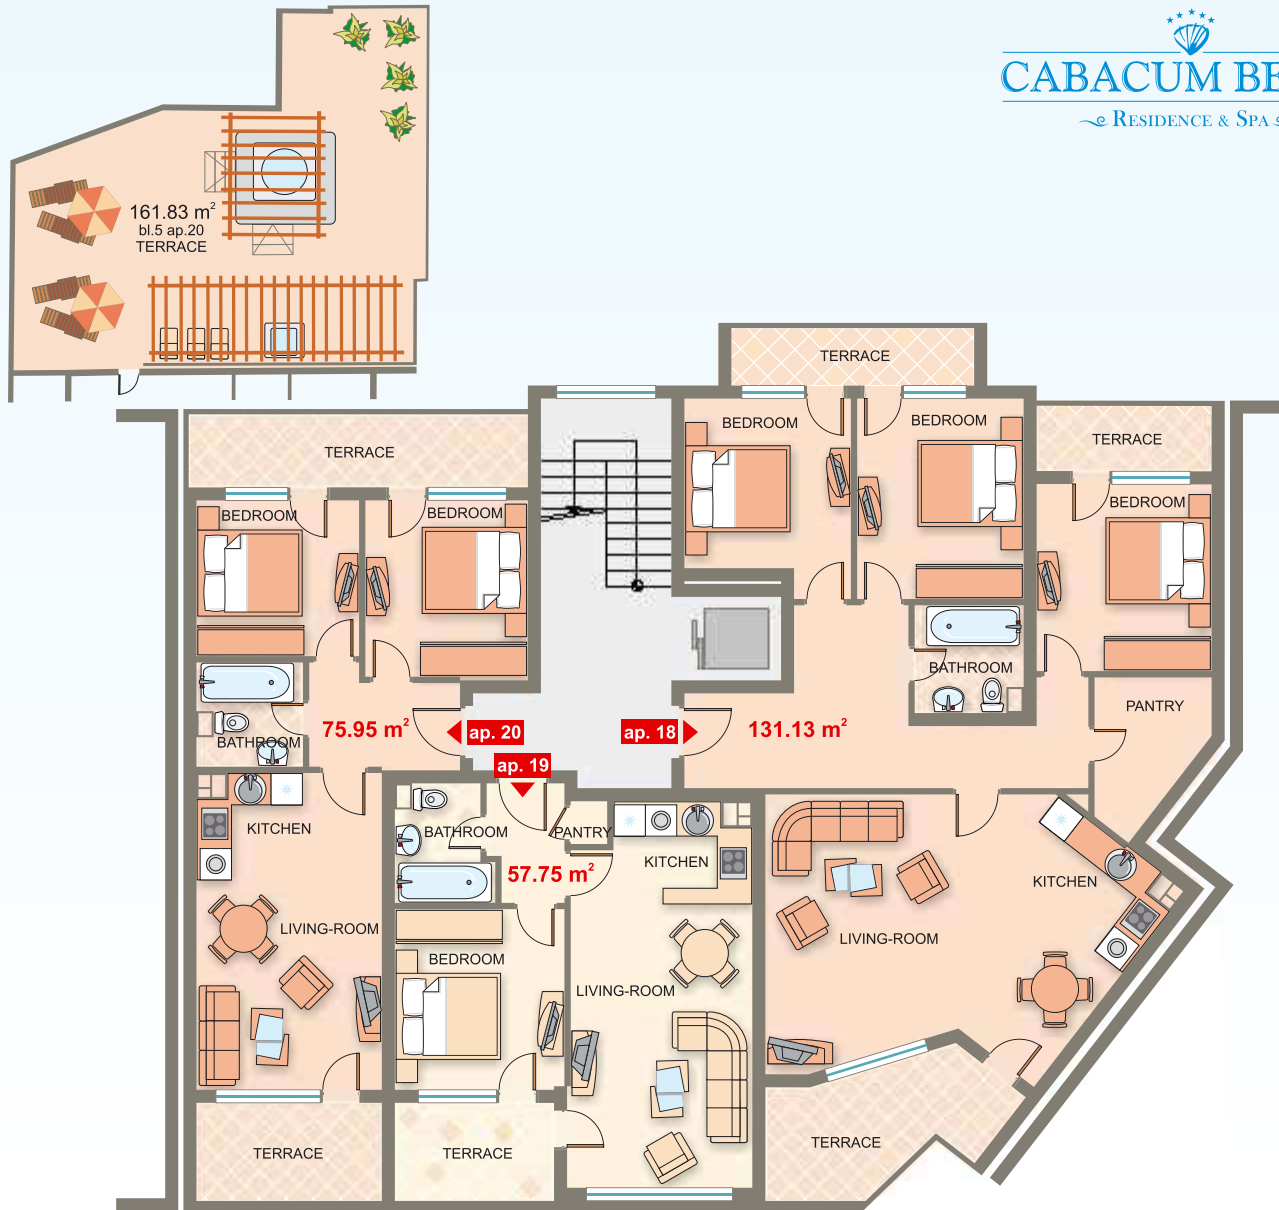 CABACUM BE
RESIDENCE & SPA
161.83 m²
bl.5 ap.20
TERRACE
TERRACE
TERRACE
TERRACE
BEDROOM
BEDROOM
BEDROOM
BEDROOM
BEDROOM
BATHROOM
BATHROOM
PANTRY
75.95 m²
ap. 20
ap. 18
131.13 m²
ap. 19
KITCHEN
BATHROOM
PANTRY
KITCHEN
57.75 m²
KITCHEN
LIVING-ROOM
LIVING-ROOM
BEDROOM
LIVING-ROOM
TERRACE
TERRACE
TERRACE